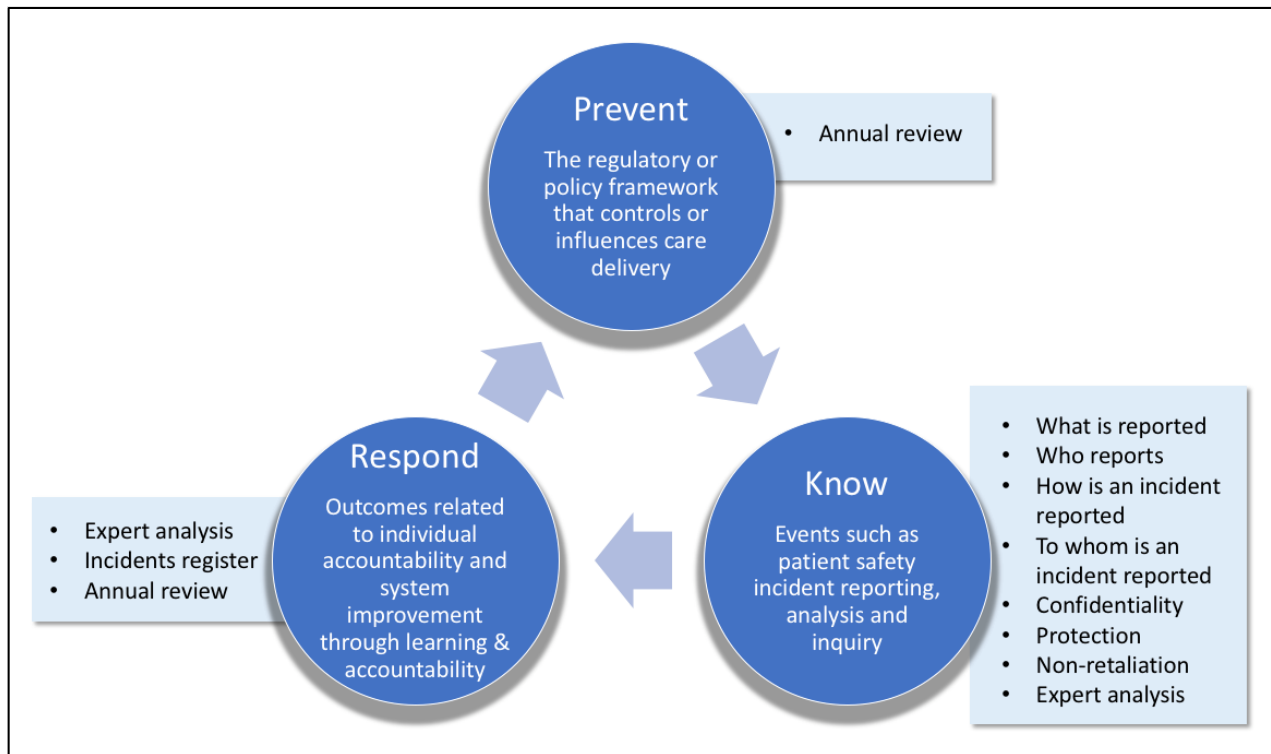 Prevent
The regulatory or
policy framework
that controls or
influences care
delivery
• Annual review
Know
Events such as
patient safety
incident reporting,
analysis and
inquiry
• What is reported
• Who reports
• How is an incident
reported
• To whom is an
incident reported
• Confidentiality
• Protection
• Non-retaliation
• Expert analysis
Respond
Outcomes related
to individual
accountability and
system
improvement
through learning &
accountability
• Expert analysis
• Incidents register
• Annual review